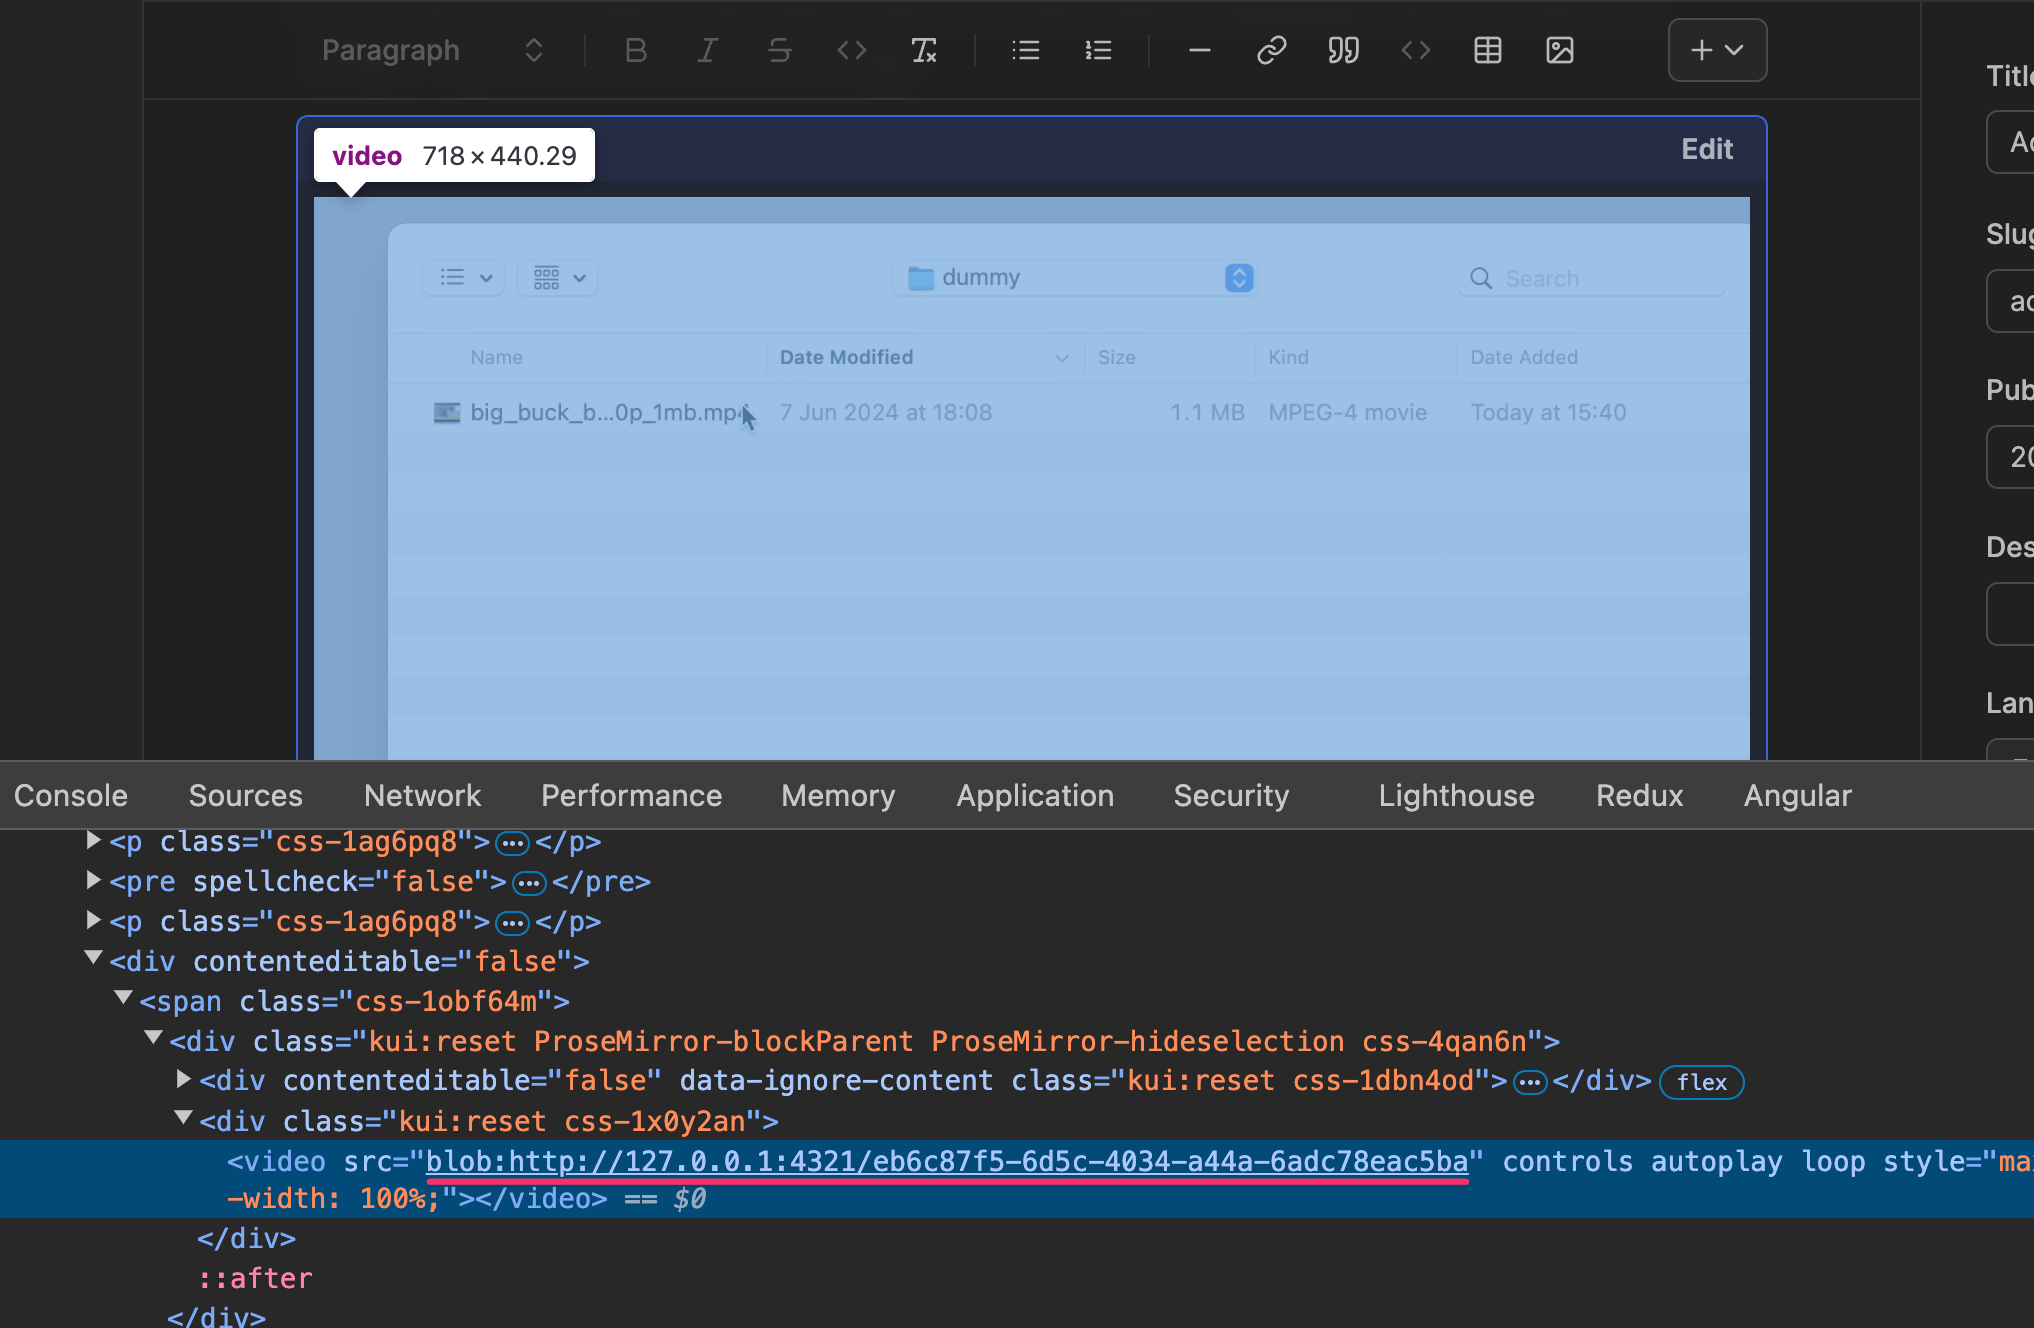 Paragraph
Edit
video 718 × 440.29
dummy
Search
Name Date Modified Size Kind Date Added
big_buck_b...0p_1mb.mp4 7 Jun 2024 at 18:08 1.1 MB MPEG-4 movie Today at 15:40
Titl
Ac
Slug
ac
Pub
20
Des
Lan
Console Sources Network Performance Memory Application Security Lighthouse Redux Angular
<p class="css-1ag6pq8">…</p>
<pre spellcheck="false">…</pre>
<p class="css-1ag6pq8">…</p>
<div contenteditable="false">
<span class="css-1obf64m">
<div class="kui:reset ProseMirror-blockParent ProseMirror-hideselection css-4qan6n">
<div contenteditable="false" data-ignore-content class="kui:reset css-1dbn4od">…</div> flex
<div class="kui:reset css-1x0y2an">
<video src="blob:http://127.0.0.1:4321/eb6c87f5-6d5c-4034-a44a-6adc78eac5ba" controls autoplay loop style="ma
-width: 100%;"></video> == $0
</div>
::after
</div>